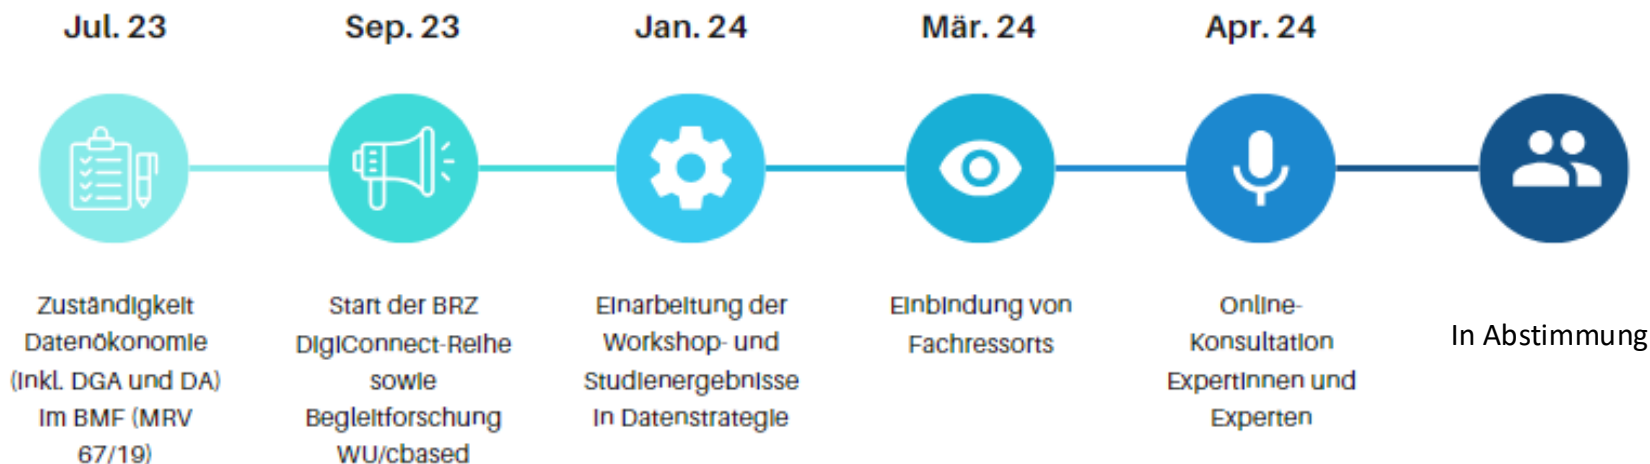 Jul. 23
Zuständigkeit
Datenökonomie
(inkl. DGA und DA)
im BMF (MRV
67/19)
Sep. 23
Start der BRZ
DigiConnect-Reihe
sowie
Begleitforschung
WU/cbased
Jan. 24
Einarbeitung der
Workshop- und
Studienergebnisse
in Datenstrategie
Mär. 24
Einbindung von
Fachressorts
Apr. 24
Online-
Konsultation
Expertinnen und
Experten
In Abstimmung